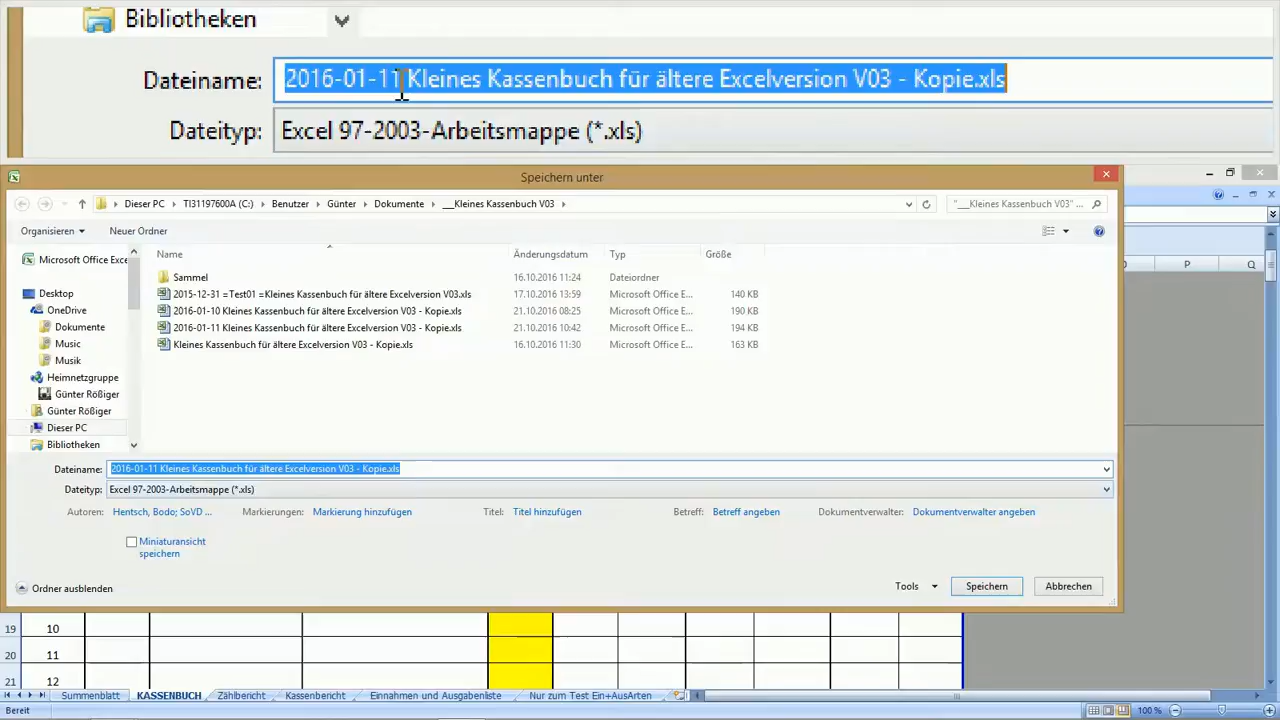 Bibliotheken
Dateiname: 2016-01-11 Kleines Kassenbuch für ältere Excelversion V03 - Kopie.xls
Dateityp: Excel 97-2003-Arbeitsmappe (*.xls)
Speichern unter
Dieser PC TI31197600A (C:) Benutzer Günter Dokumente __Kleines Kassenbuch V03 "__Kleines Kassenbuch V03" ...
Organisieren Neuer Ordner
Name Änderungsdatum Typ Größe
Microsoft Office Exce
Desktop
OneDrive
Dokumente
Music
Musik
Heimnetzgruppe
Günter Rößiger
Günter Rößiger
Dieser PC
Bibliotheken
Sammel 16.10.2016 11:24 Dateiordner
2015-12-31 =Test01 =Kleines Kassenbuch für ältere Excelversion V03.xls 17.10.2016 13:59 Microsoft Office E... 140 KB
2016-01-10 Kleines Kassenbuch für ältere Excelversion V03 - Kopie.xls 21.10.2016 08:25 Microsoft Office E... 190 KB
2016-01-11 Kleines Kassenbuch für ältere Excelversion V03 - Kopie.xls 21.10.2016 10:42 Microsoft Office E... 194 KB
Kleines Kassenbuch für ältere Excelversion V03 - Kopie.xls 16.10.2016 11:30 Microsoft Office E... 163 KB
Dateiname: 2016-01-11 Kleines Kassenbuch für ältere Excelversion V03 - Kopie.xls
Dateityp: Excel 97-2003-Arbeitsmappe (*.xls)
Autoren: Hentsch, Bodo; SoVD ... Markierungen: Markierung hinzufügen Titel: Titel hinzufügen Betreff: Betreff angeben Dokumentverwalter: Dokumentverwalter angeben
Miniaturansicht
speichern
Ordner ausblenden Tools Speichern Abbrechen
P Q
19 10
20 11
21 12
Summenblatt KASSENBUCH Zählbericht Kassenbericht Einnahmen und Ausgabenliste Nur zum Test Ein+AusArten
Bereit 100 %